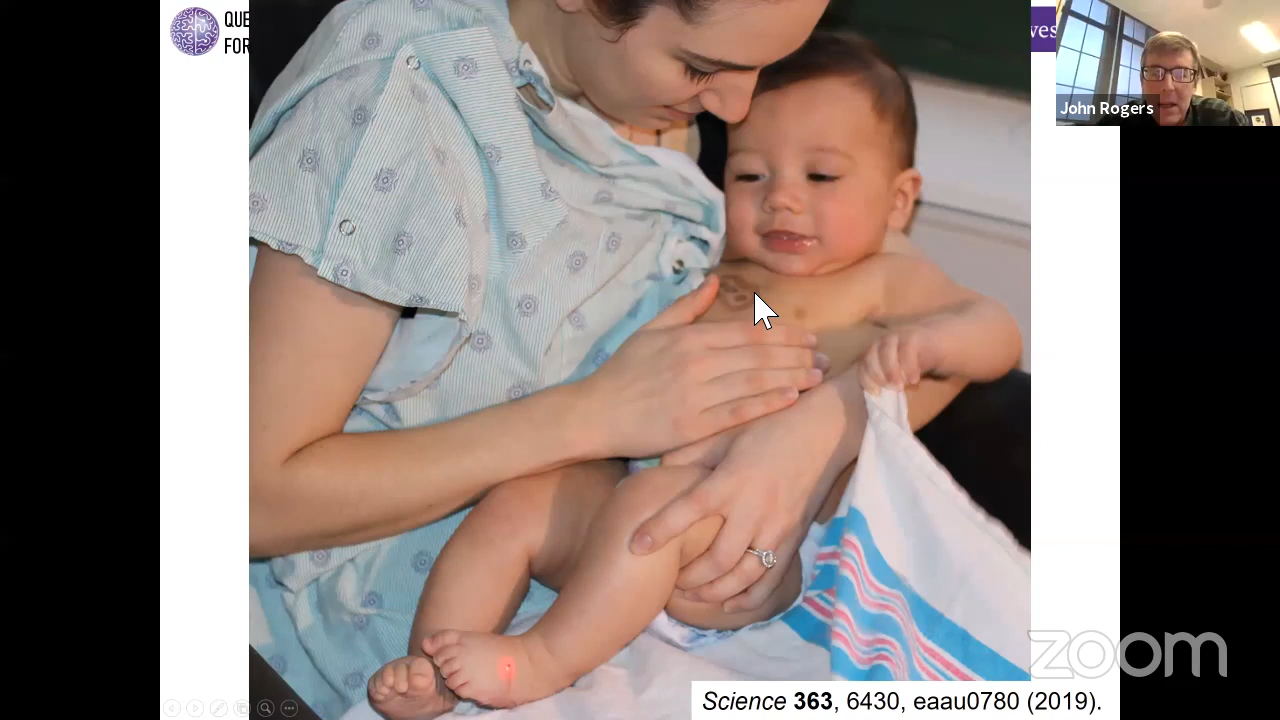 QUE
FOR
ves
John Rogers
zoom
Science 363, 6430, eaau0780 (2019).